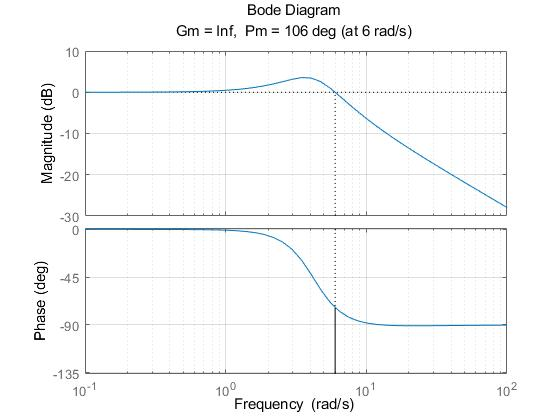 Bode Diagram
Gm = Inf,  Pm = 106 deg (at 6 rad/s)
10
0
-10
-20
-30
Magnitude (dB)
0
-45
-90
-135
Phase (deg)
10^-1
10^0
10^1
10^2
Frequency  (rad/s)